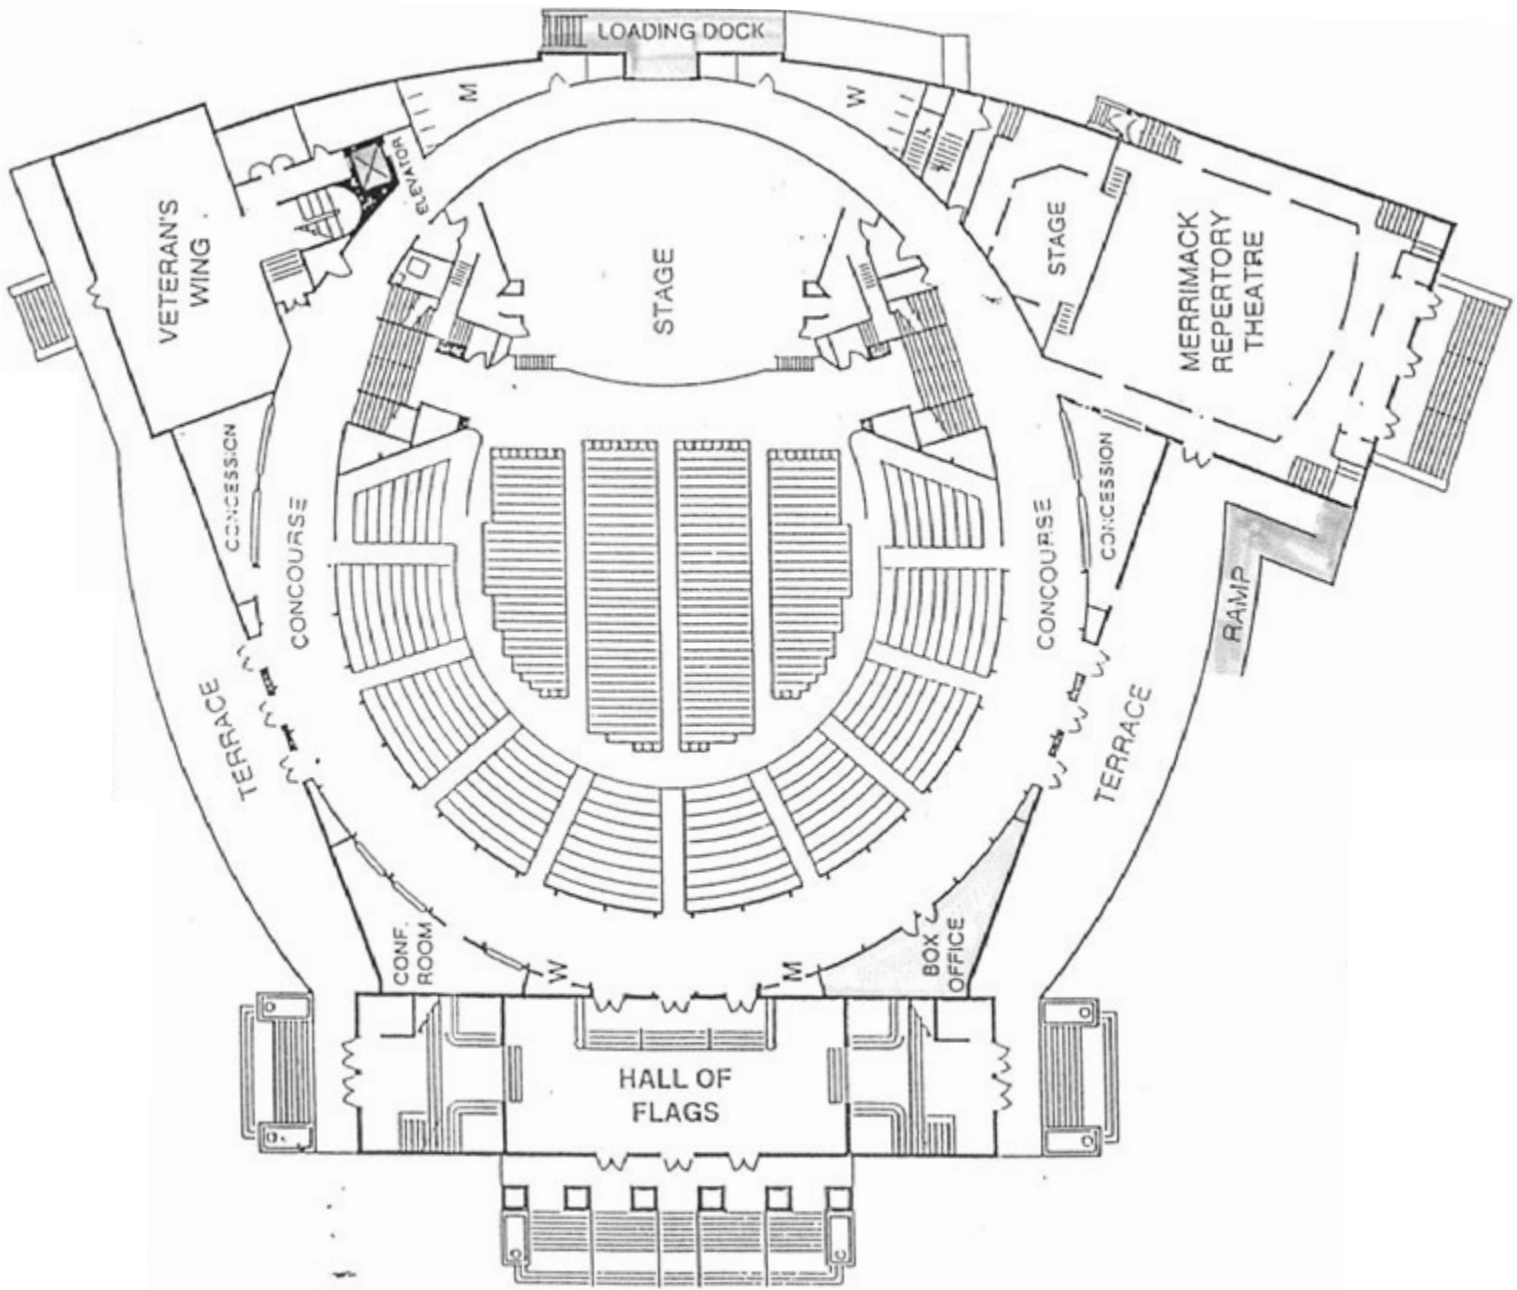 LOADING DOCK
M
W
ELEVATOR
VETERAN'S
WING
STAGE
STAGE
MERRIMACK
REPERTORY
THEATRE
CONCESSION
CONCOURSE
CONCOURSE
CONCESSION
RAMP
TERRACE
TERRACE
CONF.
ROOM
W
M
BOX
OFFICE
HALL OF
FLAGS